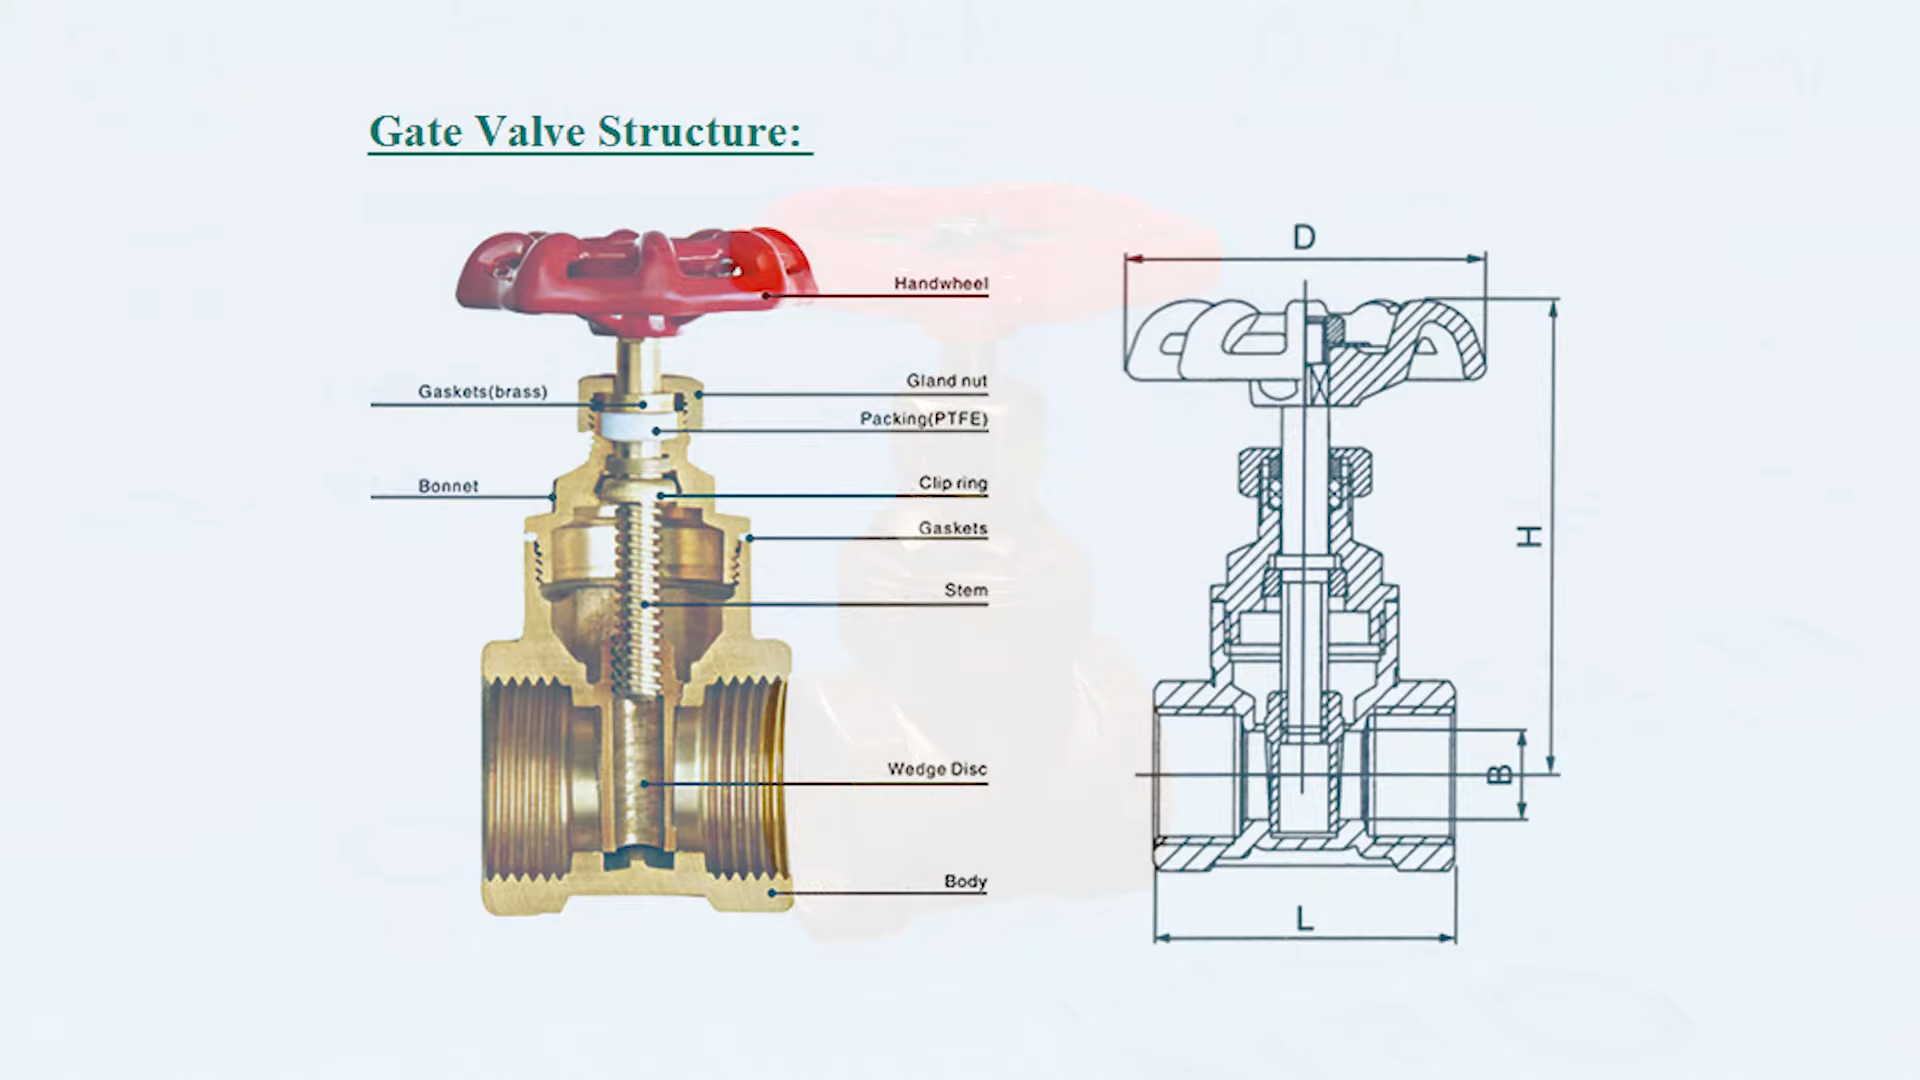 Gate Valve Structure:
Handwheel
Gaskets(brass)
Gland nut
Packing(PTFE)
Bonnet
Clip ring
Gaskets
Stem
Wedge Disc
Body
D
H
B
L